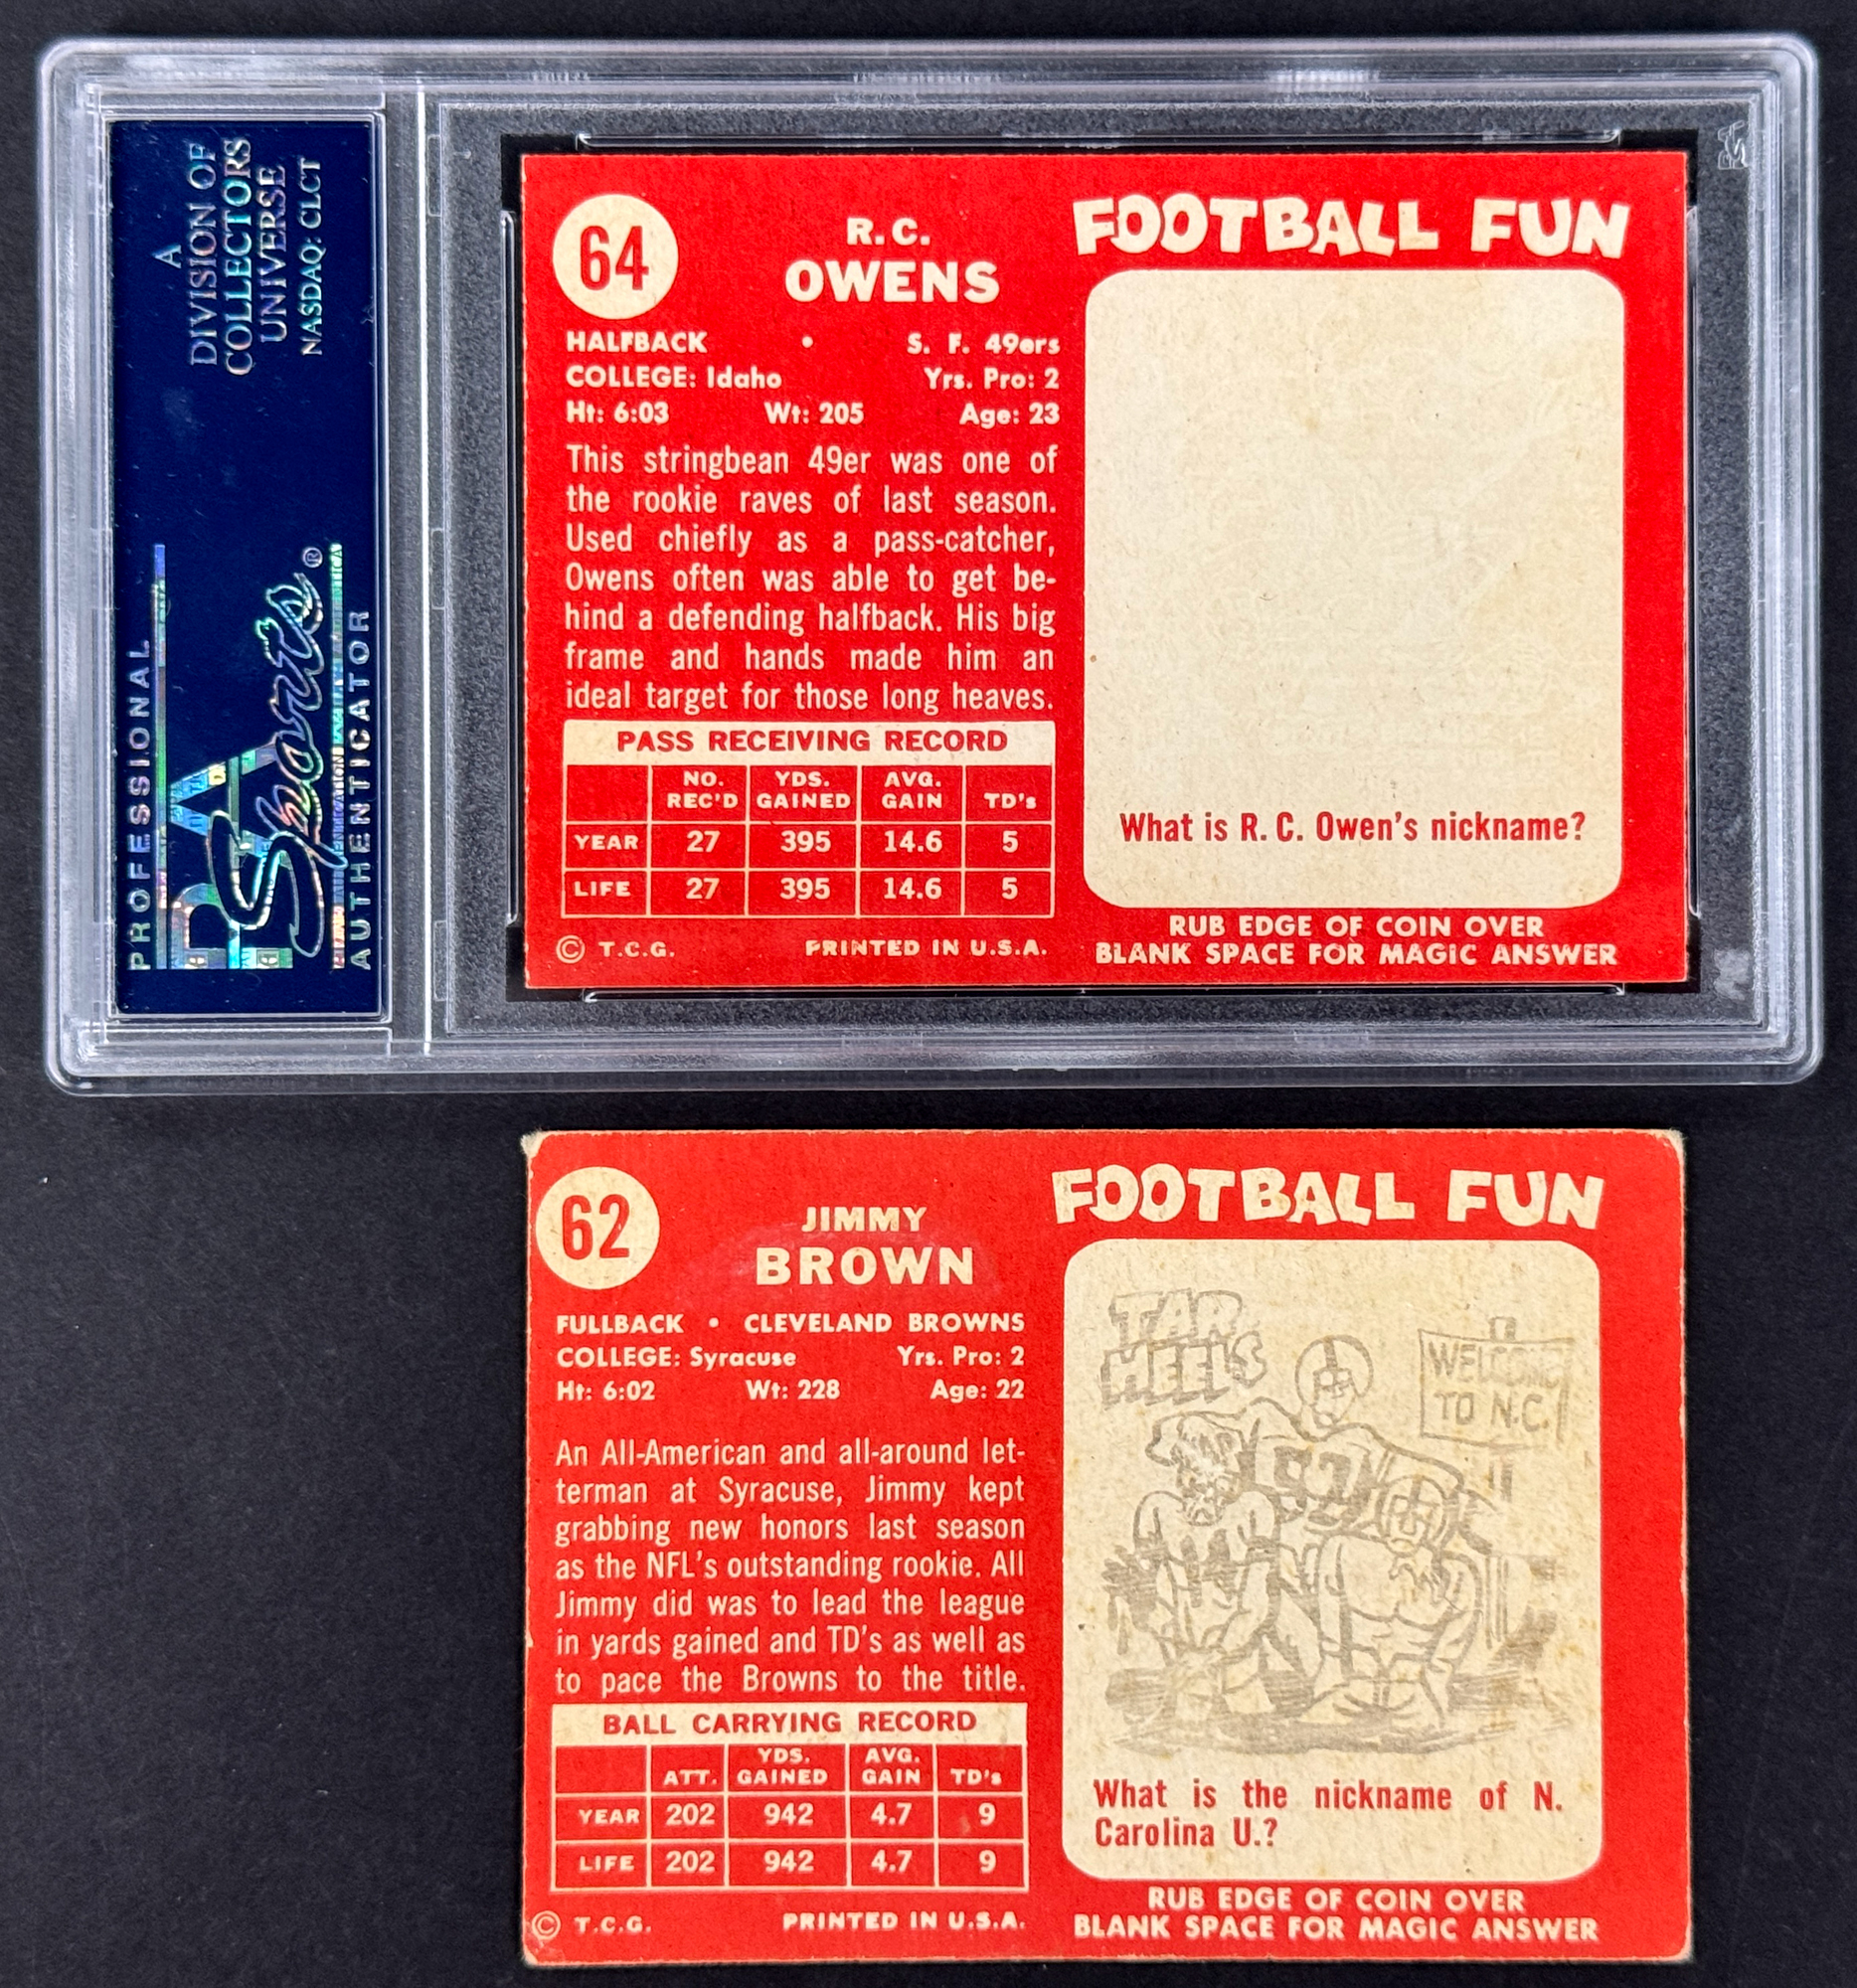 A
DIVISION OF
COLLECTORS
UNIVERSE
NASDAQ: CLCT
PROFESSIONAL
PSA
Sports®
AUTHENTICATOR
64
R. C.
OWENS
FOOTBALL FUN
HALFBACK • S. F. 49ers
COLLEGE: Idaho Yrs. Pro: 2
Ht: 6:03 Wt: 205 Age: 23
This stringbean 49er was one of
the rookie raves of last season.
Used chiefly as a pass-catcher,
Owens often was able to get be-
hind a defending halfback. His big
frame and hands made him an
ideal target for those long heaves.
PASS RECEIVING RECORD
NO. REC'D YDS. GAINED AVG. GAIN TD's
YEAR 27 395 14.6 5
LIFE 27 395 14.6 5
© T.C.G. PRINTED IN U.S.A.
What is R. C. Owen's nickname?
RUB EDGE OF COIN OVER
BLANK SPACE FOR MAGIC ANSWER
62
JIMMY
BROWN
FOOTBALL FUN
FULLBACK • CLEVELAND BROWNS
COLLEGE: Syracuse Yrs. Pro: 2
Ht: 6:02 Wt: 228 Age: 22
An All-American and all-around let-
terman at Syracuse, Jimmy kept
grabbing new honors last season
as the NFL's outstanding rookie. All
Jimmy did was to lead the league
in yards gained and TD's as well as
to pace the Browns to the title.
BALL CARRYING RECORD
ATT. YDS. GAINED AVG. GAIN TD's
YEAR 202 942 4.7 9
LIFE 202 942 4.7 9
© T.C.G. PRINTED IN U.S.A.
TAR
HEELS
WELCOME
TO N.C.
What is the nickname of N.
Carolina U.?
RUB EDGE OF COIN OVER
BLANK SPACE FOR MAGIC ANSWER